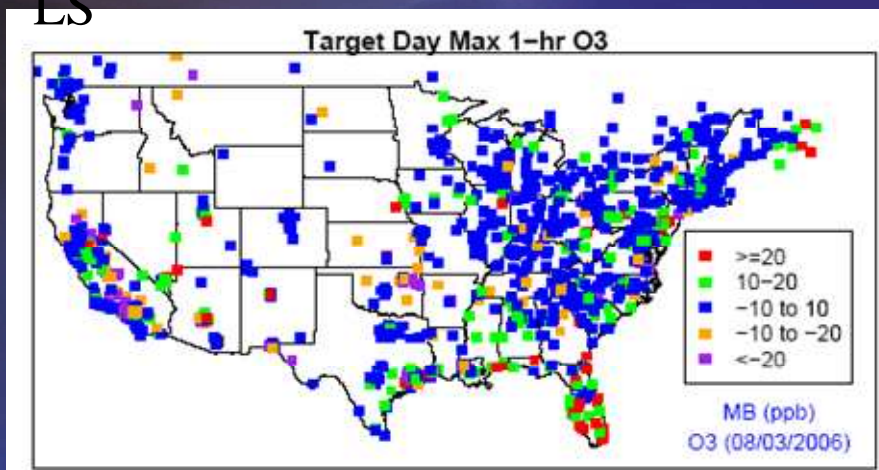 LS
Target Day Max 1−hr O3
>=20
10−20
−10 to 10
−10 to −20
<−20
MB (ppb)
O3 (08/03/2006)